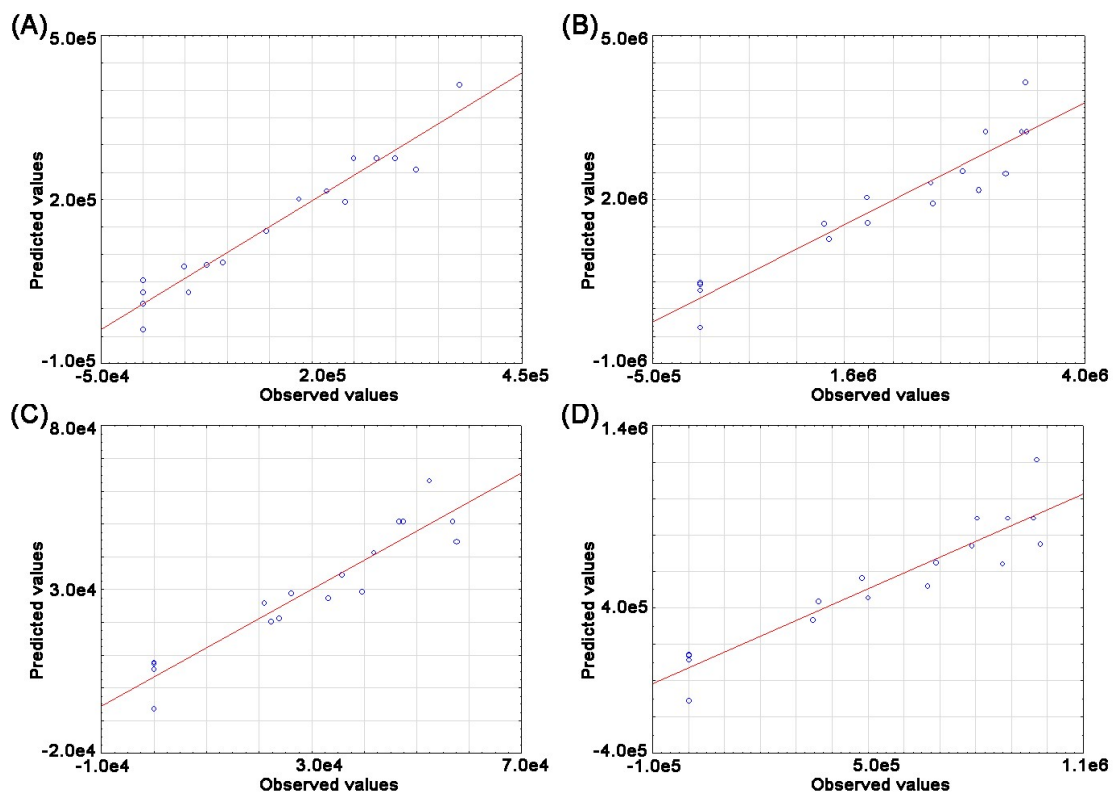 (A)
5.0e5
Predicted values
2.0e5
-1.0e5
-5.0e4
2.0e5
4.5e5
Observed values
(B)
5.0e6
Predicted values
2.0e6
-1.0e6
-5.0e5
1.6e6
4.0e6
Observed values
(C)
8.0e4
Predicted values
3.0e4
-2.0e4
-1.0e4
3.0e4
7.0e4
Observed values
(D)
1.4e6
Predicted values
4.0e5
-4.0e5
-1.0e5
5.0e5
1.1e6
Observed values